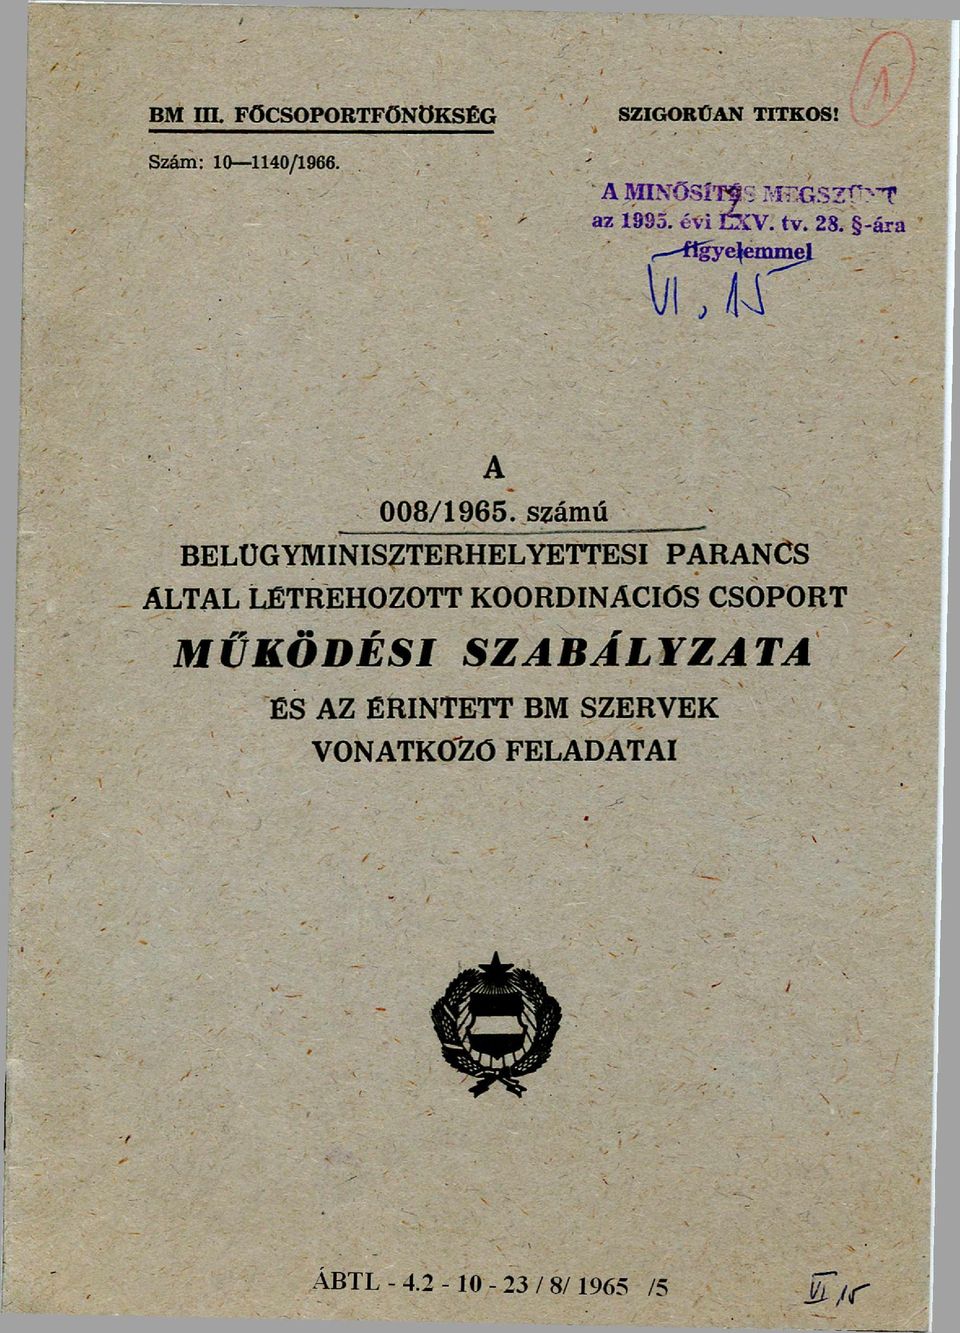 1
BM III. FŐCSOPORTFŐNÖKSÉG
SZIGORÚAN TITKOS!
Szám: 10—1140/1966.
A MINŐSÍTÉS MEGSZŰNT
az 1995. évi LXV. tv. 28. §-ára
figyelemmel
VI, 15
A
008/1965. számú
BELÜGYMINISZTERHELYETTESI PARANCS
ÁLTAL LÉTREHOZOTT KOORDINÁCIÓS CSOPORT
MŰKÖDÉSI SZABÁLYZATA
ÉS AZ ÉRINTETT BM SZERVEK
VONATKOZÓ FELADATAI
ÁBTL - 4.2 - 10 - 23 / 8/ 1965 /5
VI 15